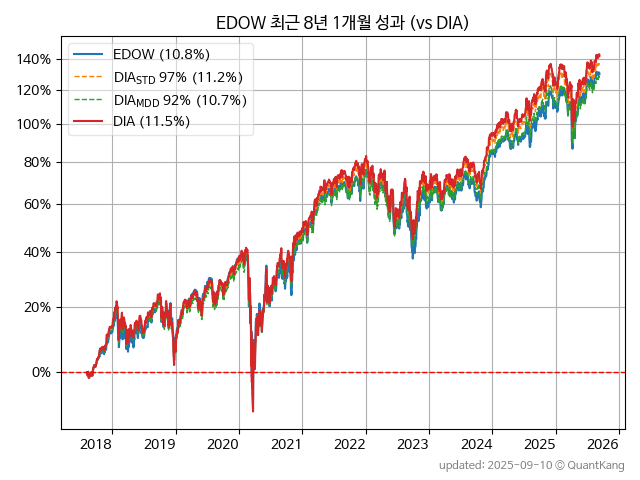 EDOW 최근 8년 1개월 성과 (vs DIA)
EDOW (10.8%)
DIASTD 97% (11.2%)
DIAMDD 92% (10.7%)
DIA (11.5%)
140%
120%
100%
80%
60%
40%
20%
0%
2018 2019 2020 2021 2022 2023 2024 2025 2026
updated: 2025-09-10 © QuantKang